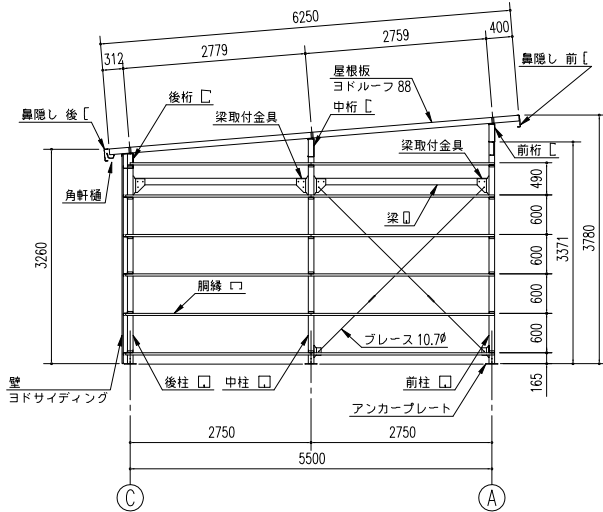 6250
312
2779
2759
400
鼻隠し 前
屋根板
ヨドルーフ 88
後桁
中桁
鼻隠し 後
梁取付金具
梁取付金具
前桁
角軒樋
490
梁
600
3260
600
3371
3780
胴縁
600
ブレース 10.7φ
600
壁
ヨドサイディング
後柱
中柱
前柱
165
アンカープレート
2750
2750
5500
C
A